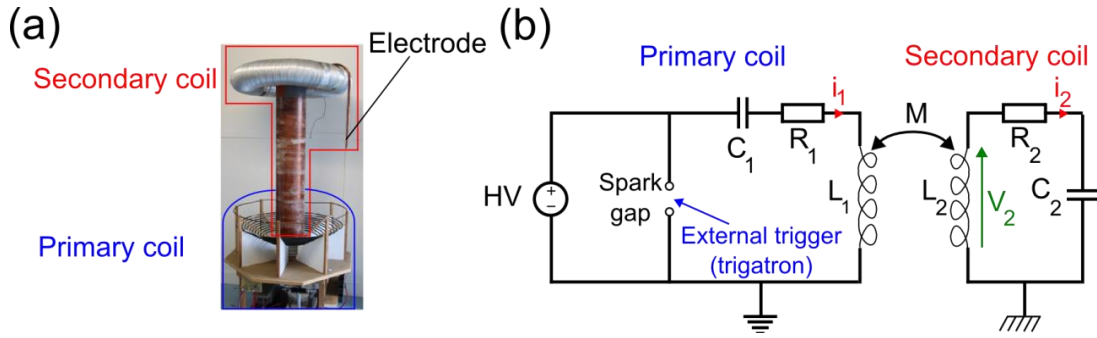 (a)
Electrode
Secondary coil
Primary coil
(b)
Primary coil
Secondary coil
i1
i2
M
C1
R1
R2
HV
+
−
Spark
gap
L1
L2
V2
C2
External trigger
(trigatron)